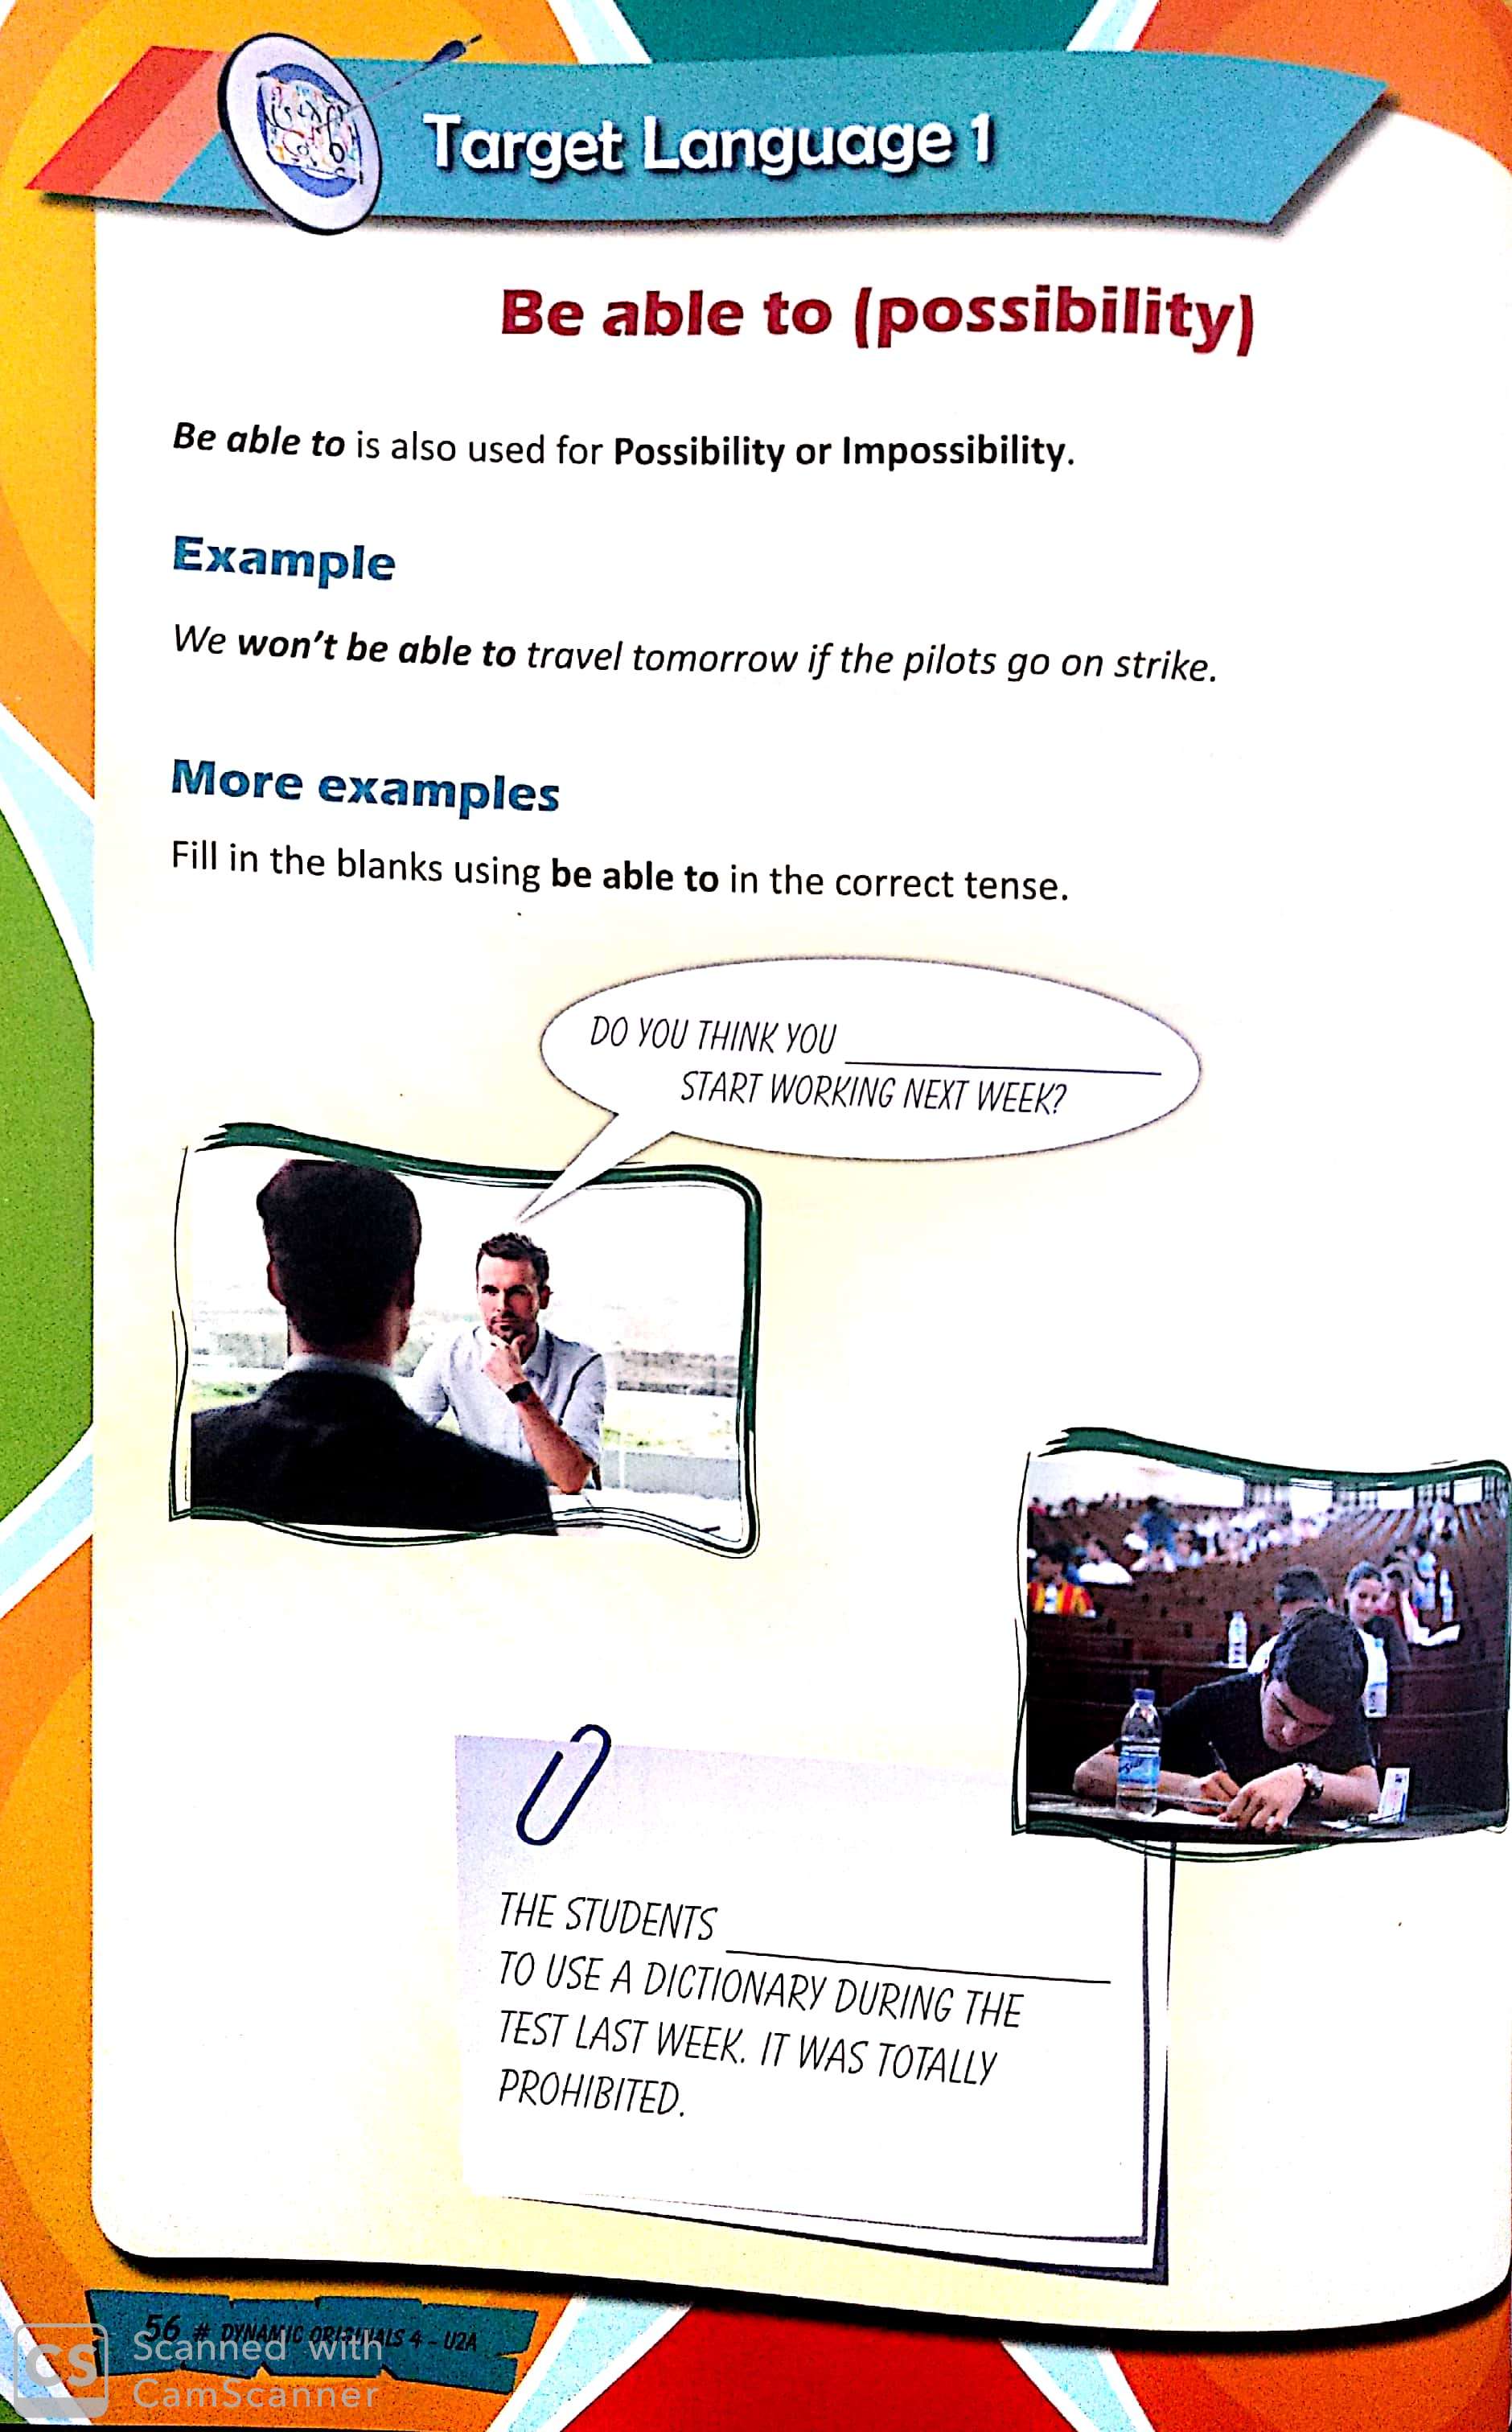 Target Language 1
Be able to (possibility)
Be able to is also used for Possibility or Impossibility.
Example
We won't be able to travel tomorrow if the pilots go on strike.
More examples
Fill in the blanks using be able to in the correct tense.
DO YOU THINK YOU ____________
START WORKING NEXT WEEK?
THE STUDENTS ____________
TO USE A DICTIONARY DURING THE
TEST LAST WEEK. IT WAS TOTALLY
PROHIBITED.
56 # DYNAMIC ORIGINALS 4 - U2A
CS Scanned with
CamScanner